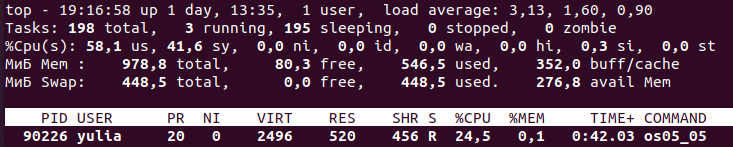 top - 19:16:58 up 1 day, 13:35,  1 user,  load average: 3,13, 1,60, 0,90
Tasks: 198 total,   3 running, 195 sleeping,   0 stopped,   0 zombie
%Cpu(s): 58,1 us, 41,6 sy,  0,0 ni,  0,0 id,  0,0 wa,  0,0 hi,  0,3 si,  0,0 st
МиБ Mem :    978,8 total,     80,3 free,    546,5 used,    352,0 buff/cache
МиБ Swap:    448,5 total,      0,0 free,    448,5 used.    276,8 avail Mem
PID USER      PR  NI    VIRT    RES    SHR S  %CPU  %MEM     TIME+ COMMAND
90226 yulia     20   0    2496    520    456 R  24,5   0,1   0:42.03 os05_05